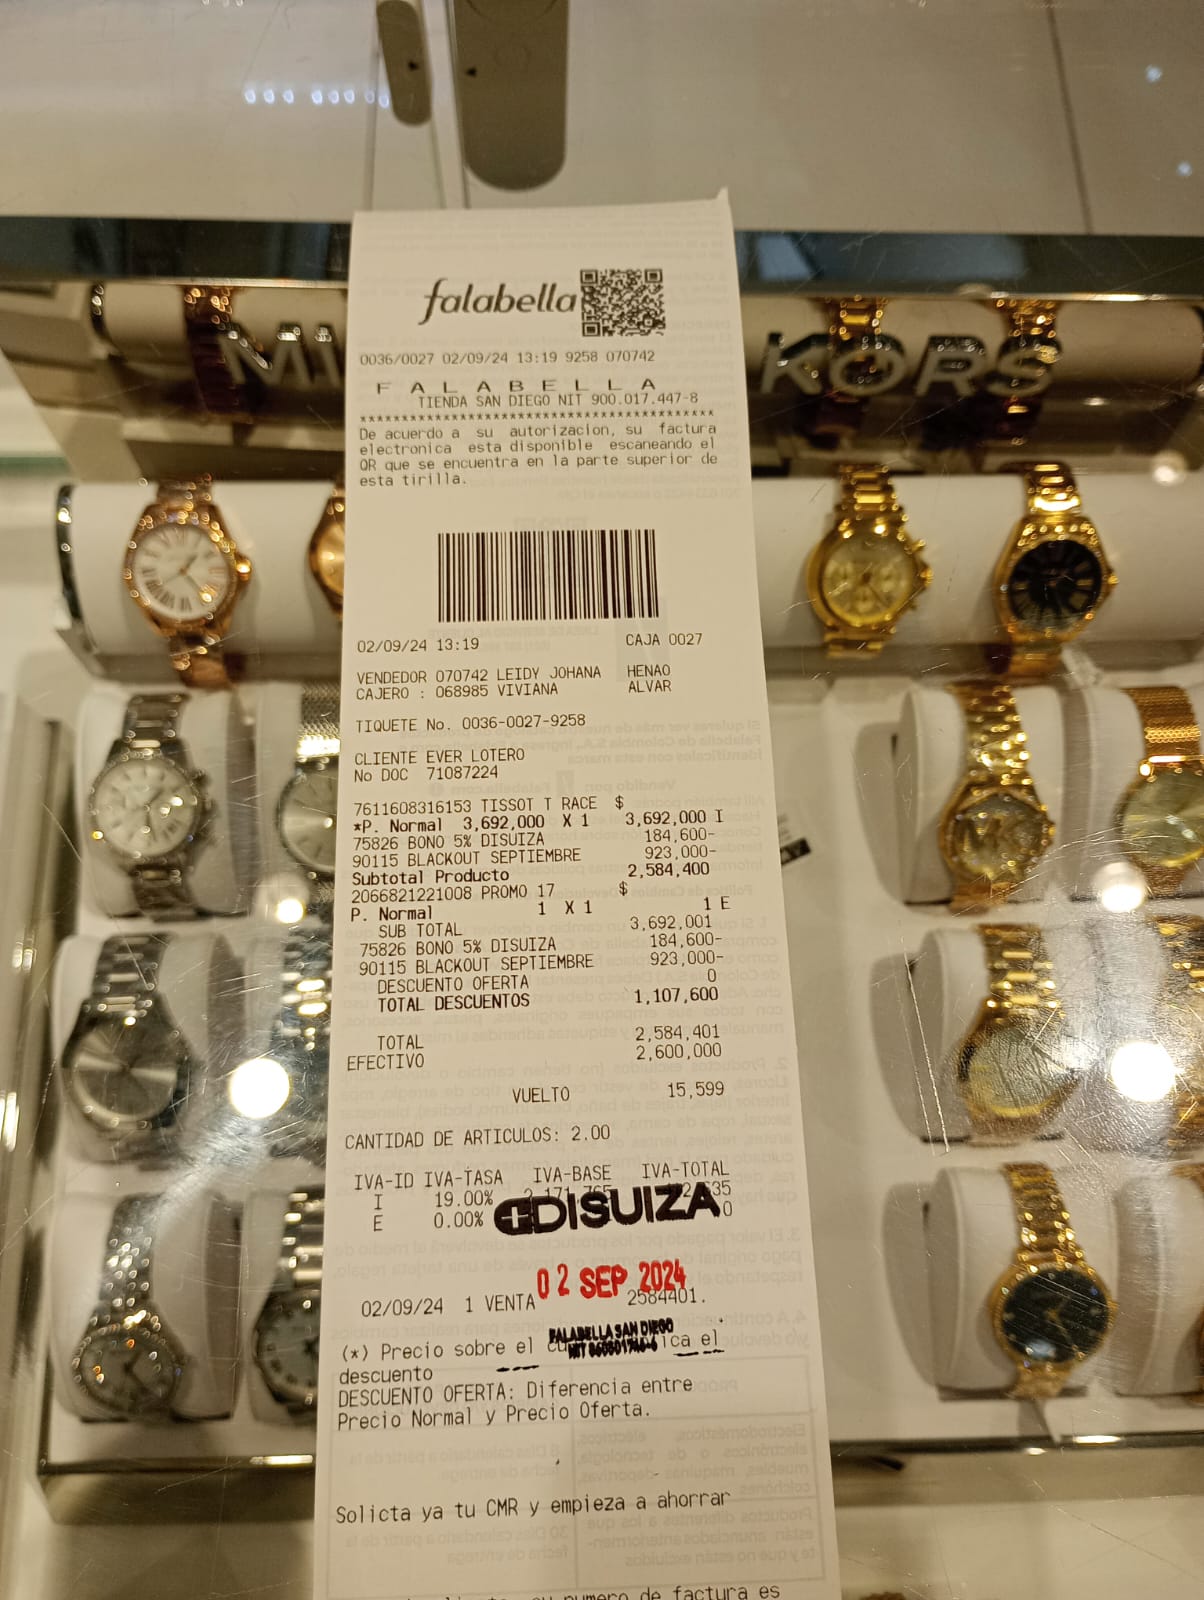 falabella
0036/0027 02/09/24 13:19 9258 070742
F A L A B E L L A
TIENDA SAN DIEGO NIT 900.017.447-8
De acuerdo a su autorizacion, su factura
electronica esta disponible escaneando el
QR que se encuentra en la parte superior de
esta tirilla.
02/09/24 13:19 CAJA 0027
VENDEDOR 070742 LEIDY JOHANA HENAO
CAJERO : 068985 VIVIANA ALVAR
TIQUETE No. 0036-0027-9258
CLIENTE EVER LOTERO
No DOC 71087224
7611608316153 TISSOT T RACE $
*P. Normal 3,692,000 X 1 3,692,000 I
75826 BONO 5% DISUIZA 184,600-
90115 BLACKOUT SEPTIEMBRE 923,000-
Subtotal Producto 2,584,400
2066821221008 PROMO 17 $
P. Normal 1 X 1 1 E
SUB TOTAL 3,692,001
75826 BONO 5% DISUIZA 184,600-
90115 BLACKOUT SEPTIEMBRE 923,000-
DESCUENTO OFERTA 0
TOTAL DESCUENTOS 1,107,600
TOTAL 2,584,401
EFECTIVO 2,600,000
VUELTO 15,599
CANTIDAD DE ARTICULOS: 2.00
IVA-ID IVA-TASA IVA-BASE IVA-TOTAL
I 19.00%
E 0.00% 0
DISUIZA
02 SEP 2024
02/09/24 1 VENTA 2584401.
FALABELLA SAN DIEGO
(*) Precio sobre el el
descuento
DESCUENTO OFERTA: Diferencia entre
Precio Normal y Precio Oferta.
Solicta ya tu CMR y empieza a ahorrar
su numero de factura es
MI KORS